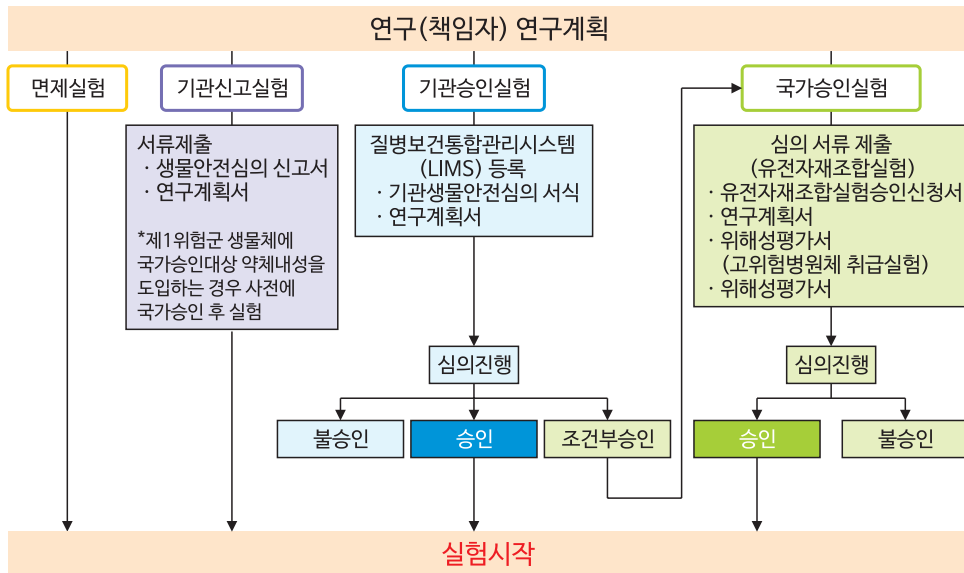 연구(책임자) 연구계획
면제실험
기관신고실험
기관승인실험
국가승인실험
서류제출
· 생물안전심의 신고서
· 연구계획서
*제1위험군 생물체에
국가승인대상 약체내성을
도입하는 경우 사전에
국가승인 후 실험
질병보건통합관리시스템
(LIMS) 등록
· 기관생물안전심의 서식
· 연구계획서
심의 서류 제출
(유전자재조합실험)
· 유전자재조합실험승인신청서
· 연구계획서
· 위해성평가서
(고위험병원체 취급실험)
· 위해성평가서
심의진행
심의진행
불승인
승인
조건부승인
승인
불승인
실험시작